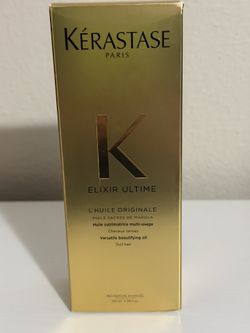 KÉRASTASE
PARIS
K
ELIXIR ULTIME
L'HUILE ORIGINALE
HUILE SACRÉE DE MARULA
Huile sublimatrice multi-usage
Cheveux ternes
Versatile beautifying oil
Dull hair